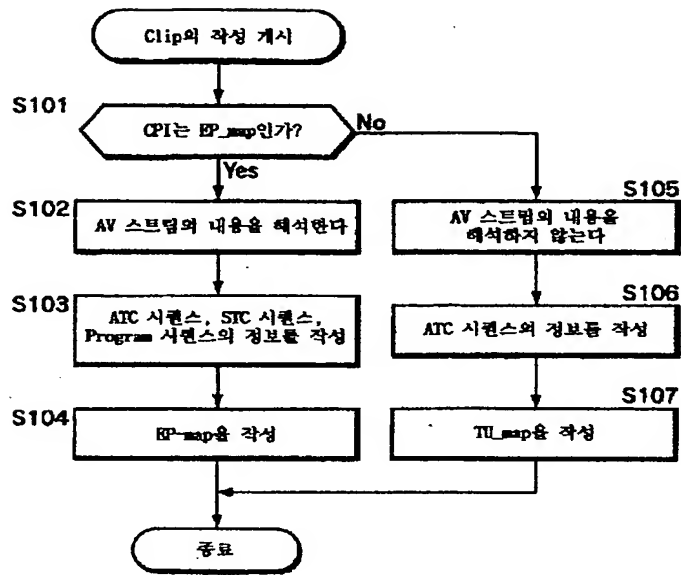 Clip의 작성 개시
S101
CPI는 EP_map인가?
No
Yes
S102
AV 스트림의 내용을 해석한다
S103
ATC 시퀀스, STC 시퀀스,
Program 시퀀스의 정보를 작성
S104
EP-map을 작성
S105
AV 스트림의 내용을
해석하지 않는다
S106
ATC 시퀀스의 정보를 작성
S107
TU_map을 작성
종료